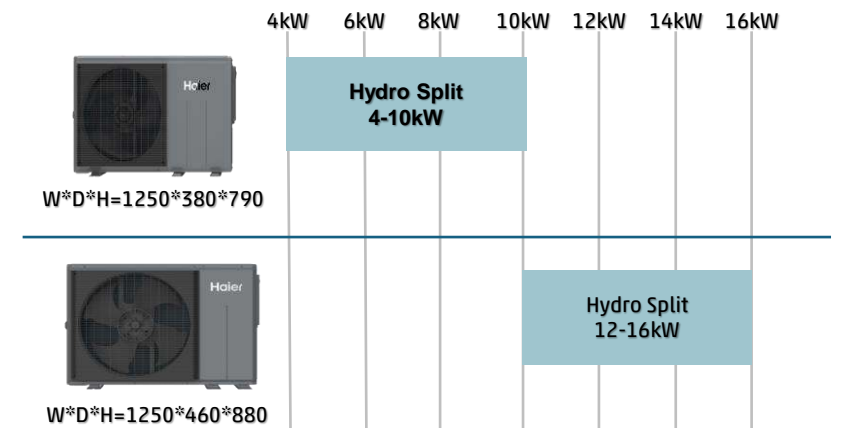 4kW 6kW 8kW 10kW 12kW 14kW 16kW
Haier
Hydro Split
4-10kW
W*D*H=1250*380*790
Haier
Hydro Split
12-16kW
W*D*H=1250*460*880